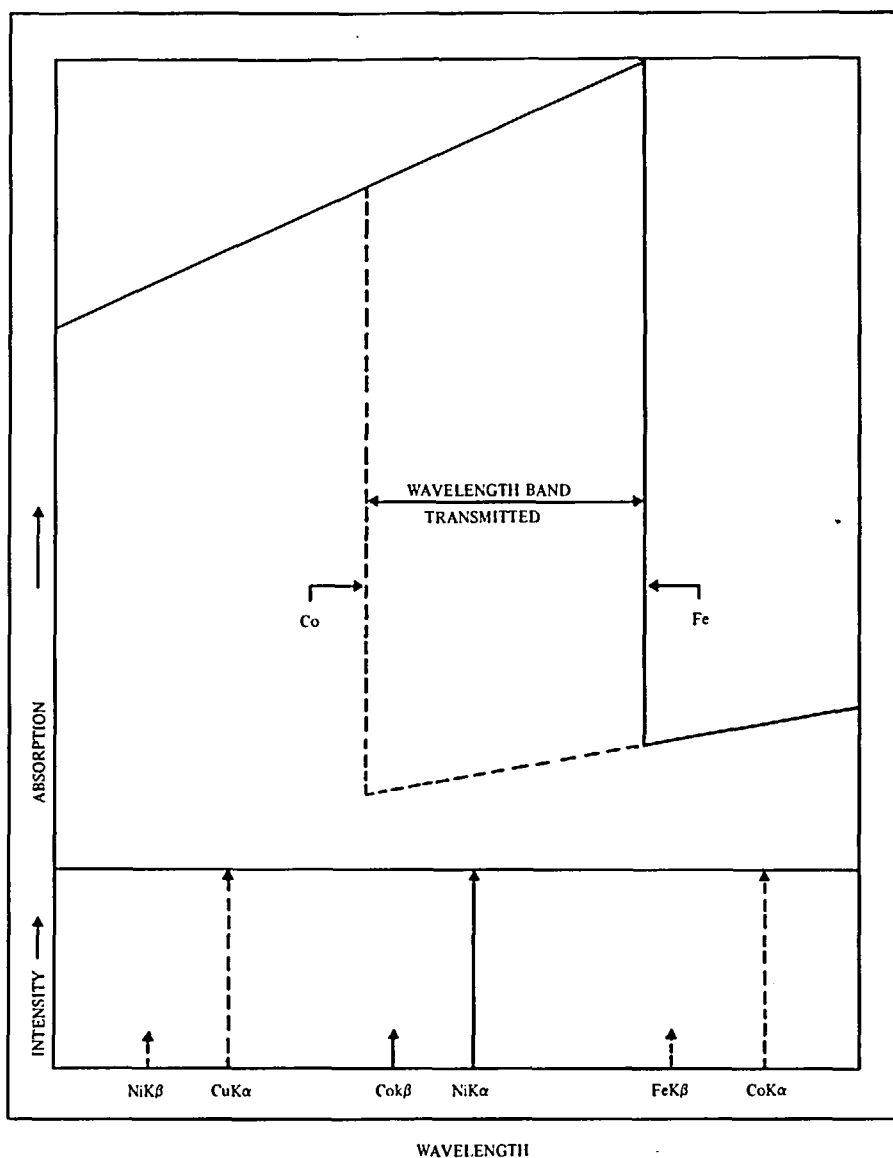 WAVELENGTH BAND
TRANSMITTED
Co
Fe
ABSORPTION
INTENSITY
NiKβ CuKα Cokβ NiKα FeKβ CoKα
WAVELENGTH